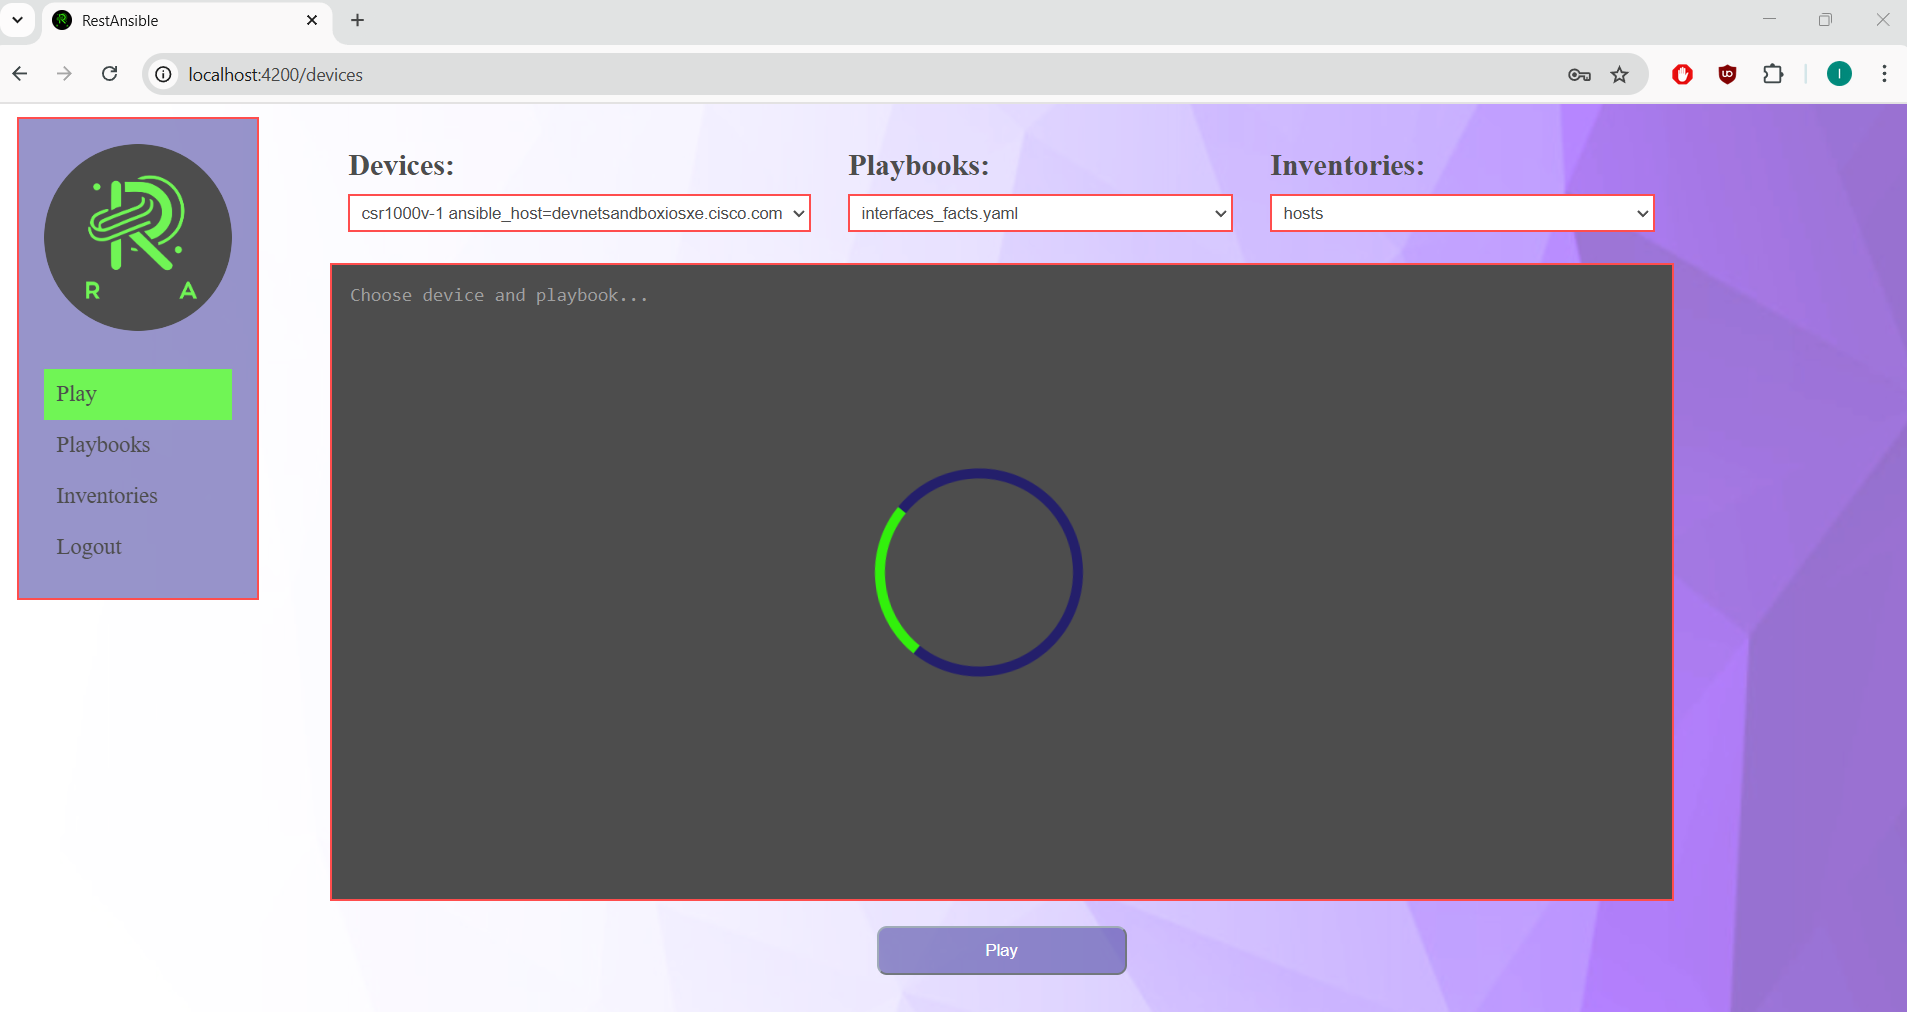 RestAnsible
localhost:4200/devices
I
R A
Play
Playbooks
Inventories
Logout
Devices: Playbooks: Inventories:
csr1000v-1 ansible_host=devnetsandboxiosxe.cisco.com interfaces_facts.yaml hosts
Choose device and playbook...
Play